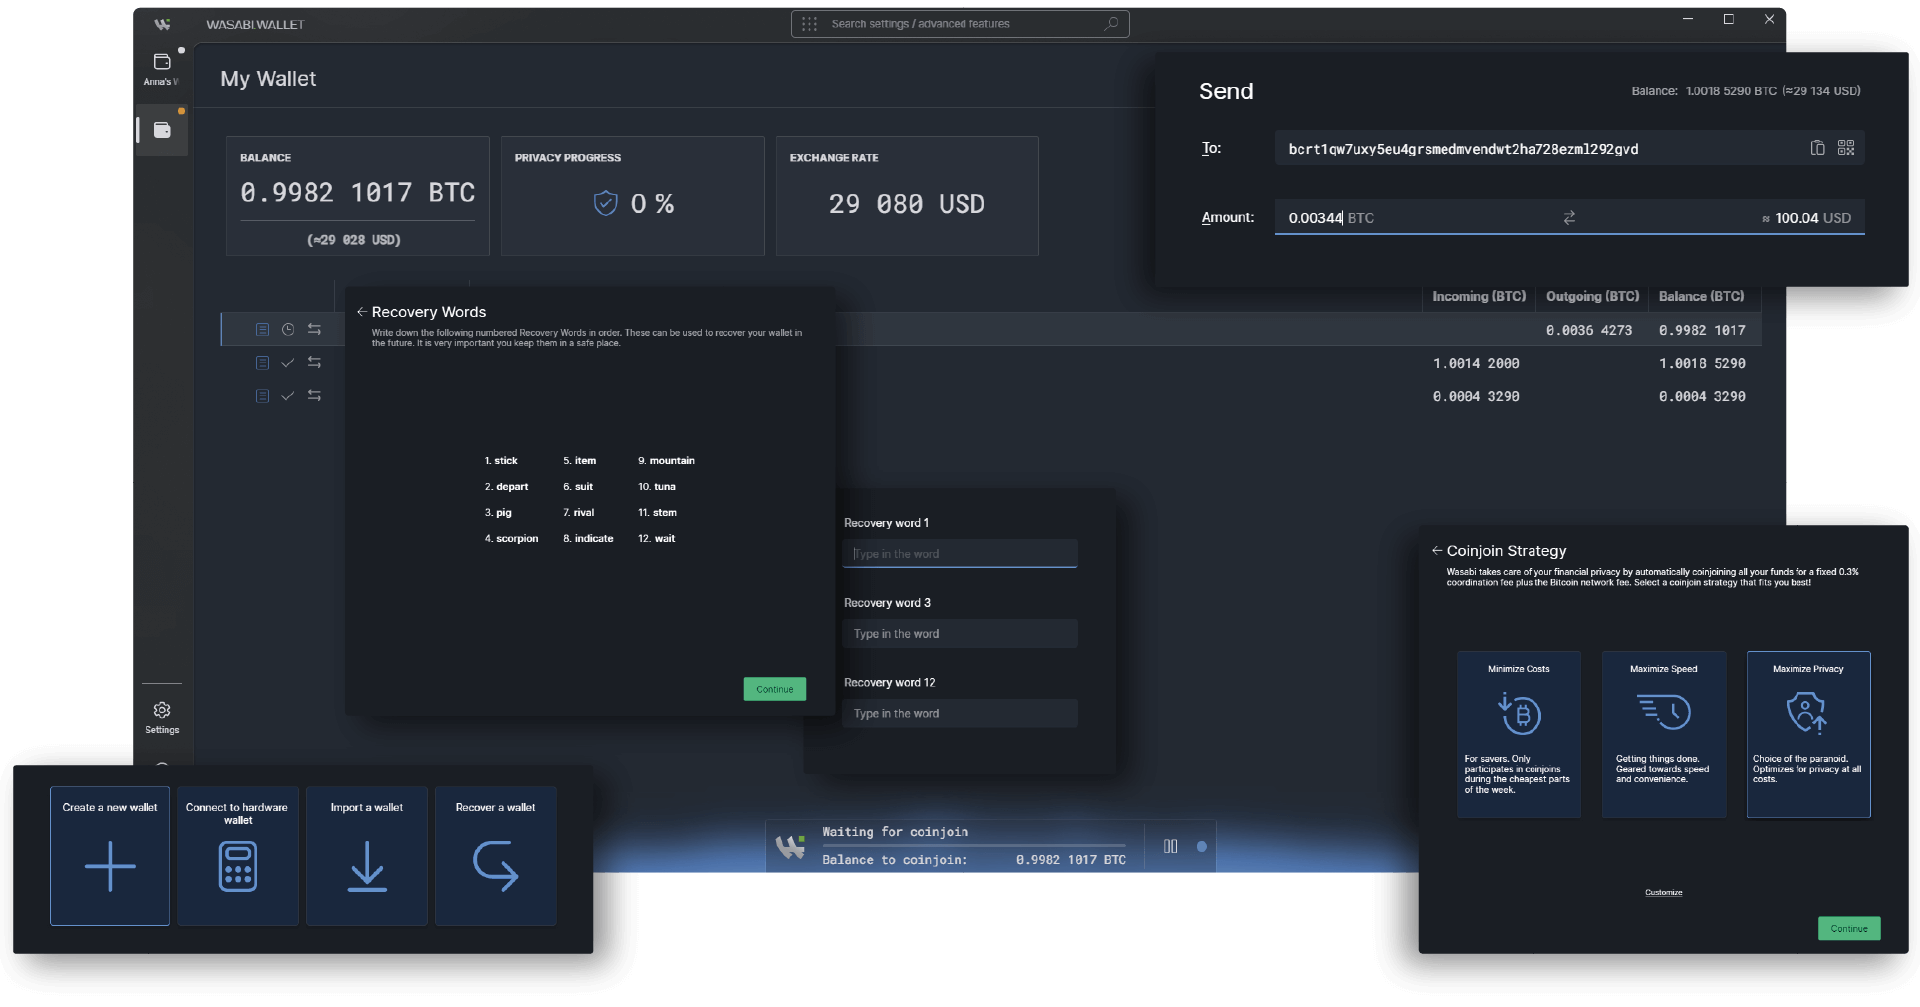 WASABI WALLET
Search settings / advanced features
Anna's
My Wallet
BALANCE
0.9982 1017 BTC
(≈29 028 USD)
PRIVACY PROGRESS
0 %
EXCHANGE RATE
29 080 USD
Send
Balance: 1.0018 5290 BTC (≈29 134 USD)
To:
bcrt1qw7uxy5eu4grsmedmvendwt2ha728ezml292gvd
Amount:
0.00344 BTC
≈ 100.04 USD
Incoming (BTC) Outgoing (BTC) Balance (BTC)
0.0036 4273 0.9982 1017
1.0014 2000 1.0018 5290
0.0004 3290 0.0004 3290
Recovery Words
Write down the following numbered Recovery Words in order. These can be used to recover your wallet in
the future. It is very important you keep them in a safe place.
1. stick 5. item 9. mountain
2. depart 6. suit 10. tuna
3. pig 7. rival 11. stem
4. scorpion 8. indicate 12. wait
Continue
Recovery word 1
Type in the word
Recovery word 3
Type in the word
Recovery word 12
Type in the word
Coinjoin Strategy
Wasabi takes care of your financial privacy by automatically coinjoining all your funds for a fixed 0.3%
coordination fee plus the Bitcoin network fee. Select a coinjoin strategy that fits you best!
Minimize Costs
For savers. Only
participates in coinjoins
during the cheapest parts
of the week.
Maximize Speed
Getting things done.
Geared towards speed
and convenience.
Maximize Privacy
Choice of the paranoid.
Optimizes for privacy at all
costs.
Customize
Continue
Settings
Create a new wallet
Connect to hardware
wallet
Import a wallet
Recover a wallet
Waiting for coinjoin
Balance to coinjoin: 0.9982 1017 BTC